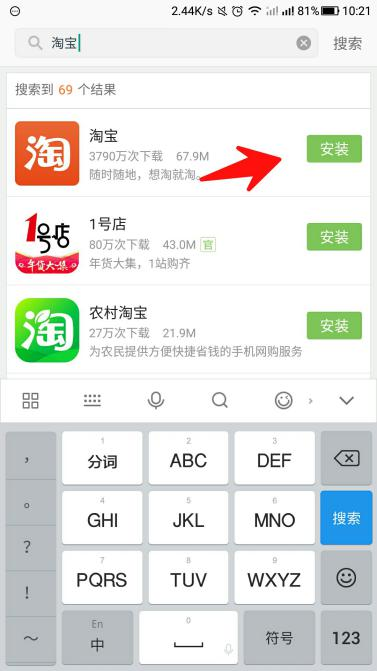 2.44K/s 81% 10:21
淘宝 搜索
搜索到 69 个结果
淘
淘宝
3790万次下载 67.9M
随时随地，想淘就淘。
安装
1号店
年货大集
1号店
80万次下载 43.0M 官
年货大集，1站购齐
安装
淘
农村淘宝
27万次下载 21.9M
为农民提供方便快捷省钱的手机网购服务
安装
， 1 分词 2 ABC 3 DEF
。 4 GHI 5 JKL 6 MNO 搜索
？ 7 PQRS 8 TUV 9 WXYZ
！
～ En 中 0 符号 123